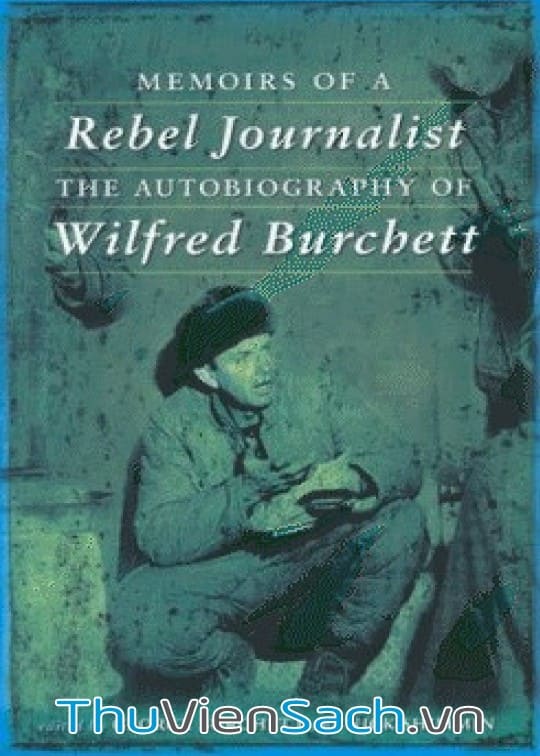 MEMOIRS OF A
Rebel Journalist
THE AUTOBIOGRAPHY OF
Wilfred Burchett
ThuVienSach.vn